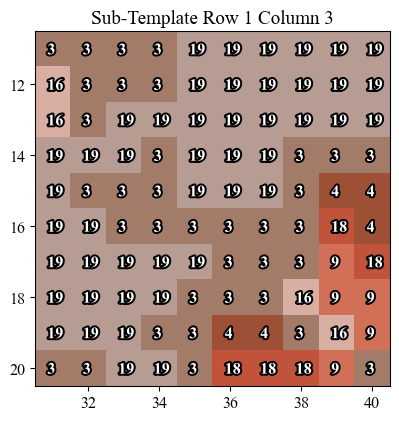 Sub-Template Row 1 Column 3
3 3 3 3 19 19 19 19 19 19
12 16 3 3 3 19 19 19 19 19 19
16 3 19 19 19 19 19 19 19 19
14 19 19 19 3 19 19 19 3 3 3
19 3 3 3 19 19 19 3 4 4
16 19 19 3 3 3 3 3 3 18 4
19 19 19 19 19 3 3 3 9 18
18 19 19 19 19 3 3 3 16 9 9
19 19 19 3 3 4 4 3 16 9
20 3 3 19 19 3 18 18 18 9 3
32 34 36 38 40